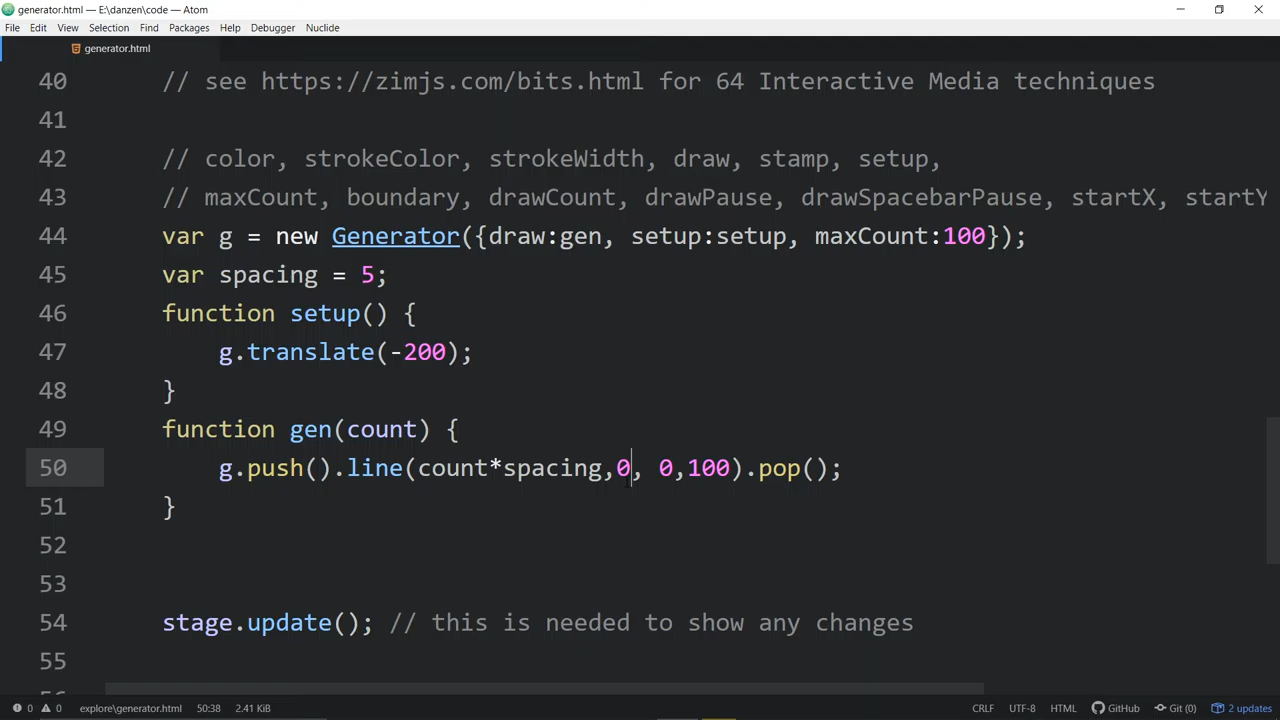 generator.html — E:\danzen\code — Atom
File Edit View Selection Find Packages Help Debugger Nuclide
generator.html
40 // see https://zimjs.com/bits.html for 64 Interactive Media techniques
41
42 // color, strokeColor, strokeWidth, draw, stamp, setup,
43 // maxCount, boundary, drawCount, drawPause, drawSpacebarPause, startX, startY
44 var g = new Generator({draw:gen, setup:setup, maxCount:100});
45 var spacing = 5;
46 function setup() {
47 g.translate(-200);
48 }
49 function gen(count) {
50 g.push().line(count*spacing,0, 0,100).pop();
51 }
52
53
54 stage.update(); // this is needed to show any changes
55
0 0 explore\generator.html 50:38 2.41 KiB CRLF UTF-8 HTML GitHub Git (0) 2 updates